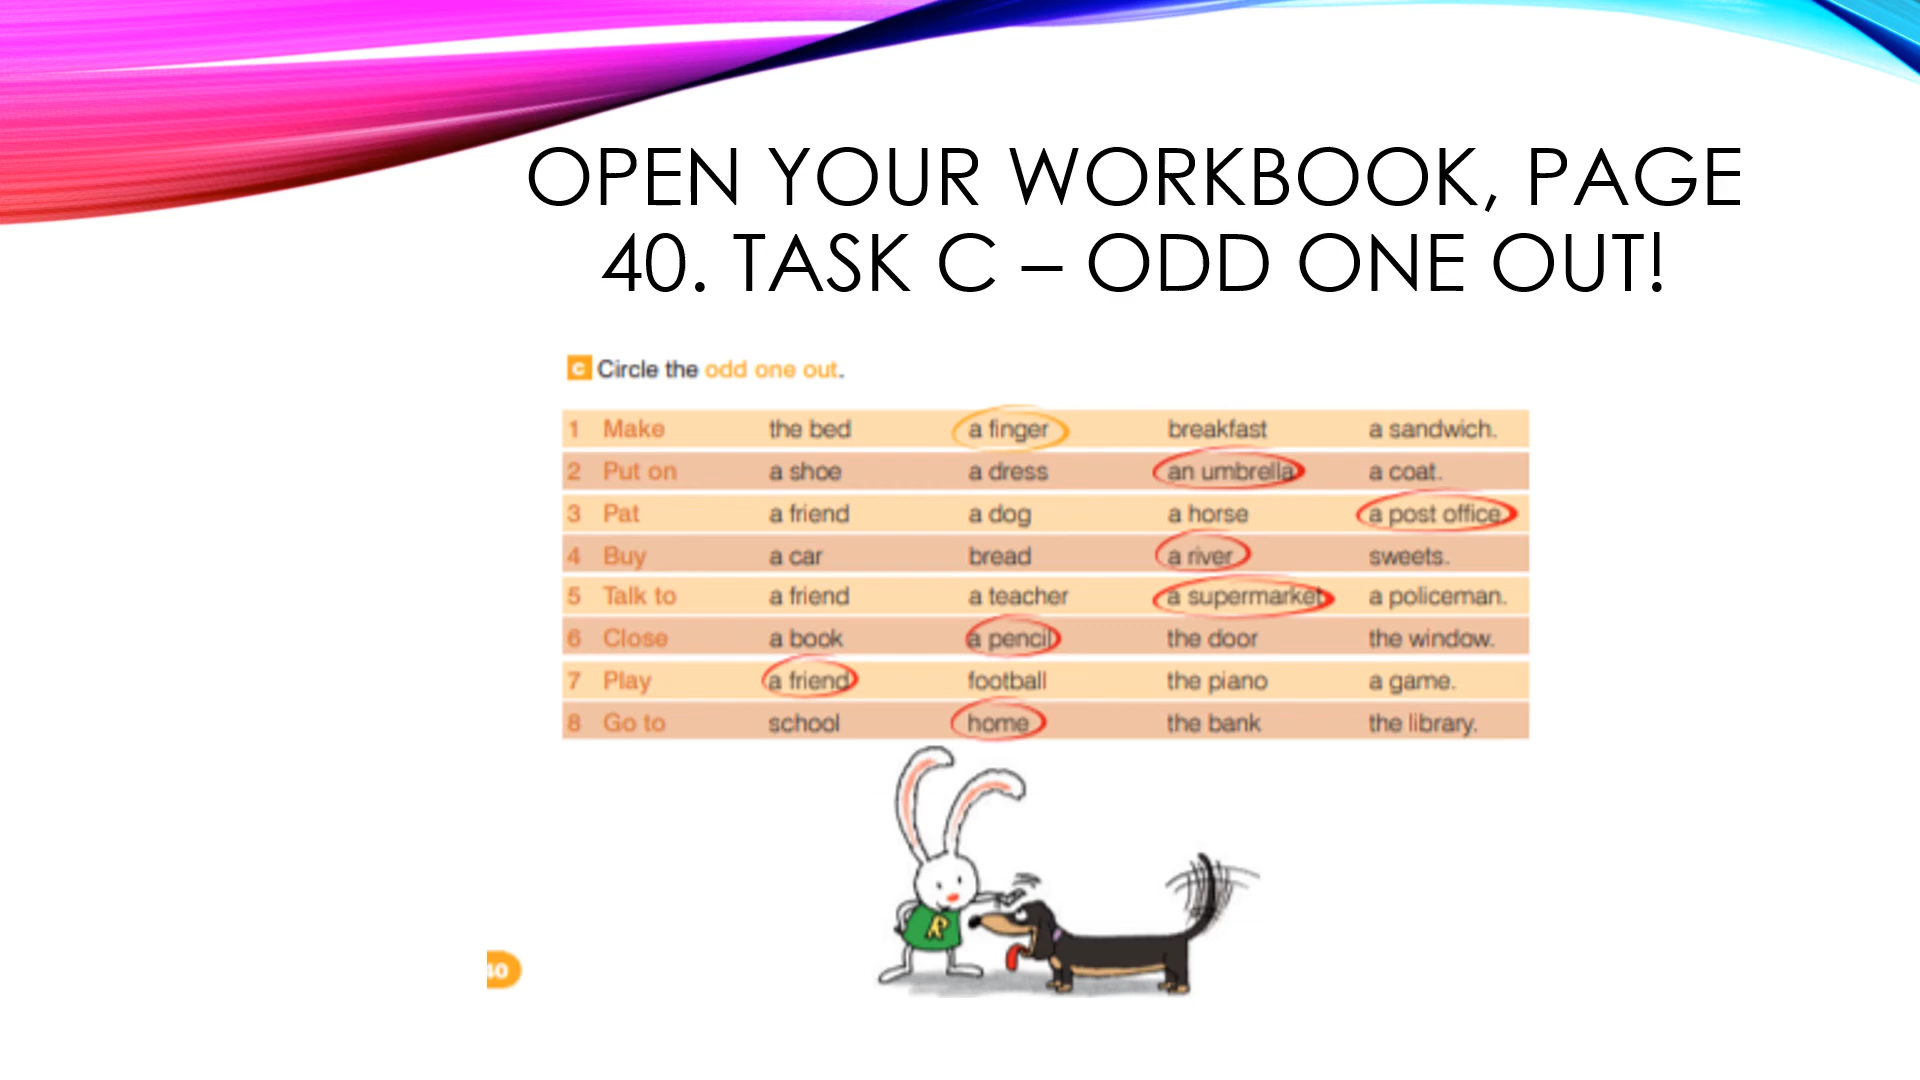 OPEN YOUR WORKBOOK, PAGE
40. TASK C – ODD ONE OUT!
C Circle the odd one out.
1 Make the bed a finger breakfast a sandwich.
2 Put on a shoe a dress an umbrella a coat.
3 Pat a friend a dog a horse a post office
4 Buy a car bread a river sweets.
5 Talk to a friend a teacher a supermarket a policeman.
6 Close a book a pencil the door the window.
7 Play a friend football the piano a game.
8 Go to school home the bank the library.
R
40